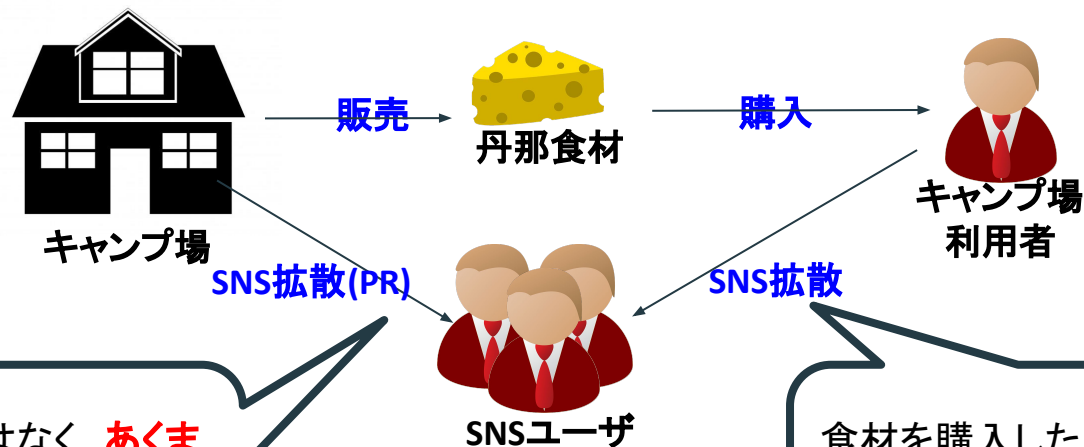 販売
購入
丹那食材
キャンプ場
利用者
キャンプ場
SNS拡散(PR)
SNS拡散
SNSユーザ
はなく、あくま
食材を購入した